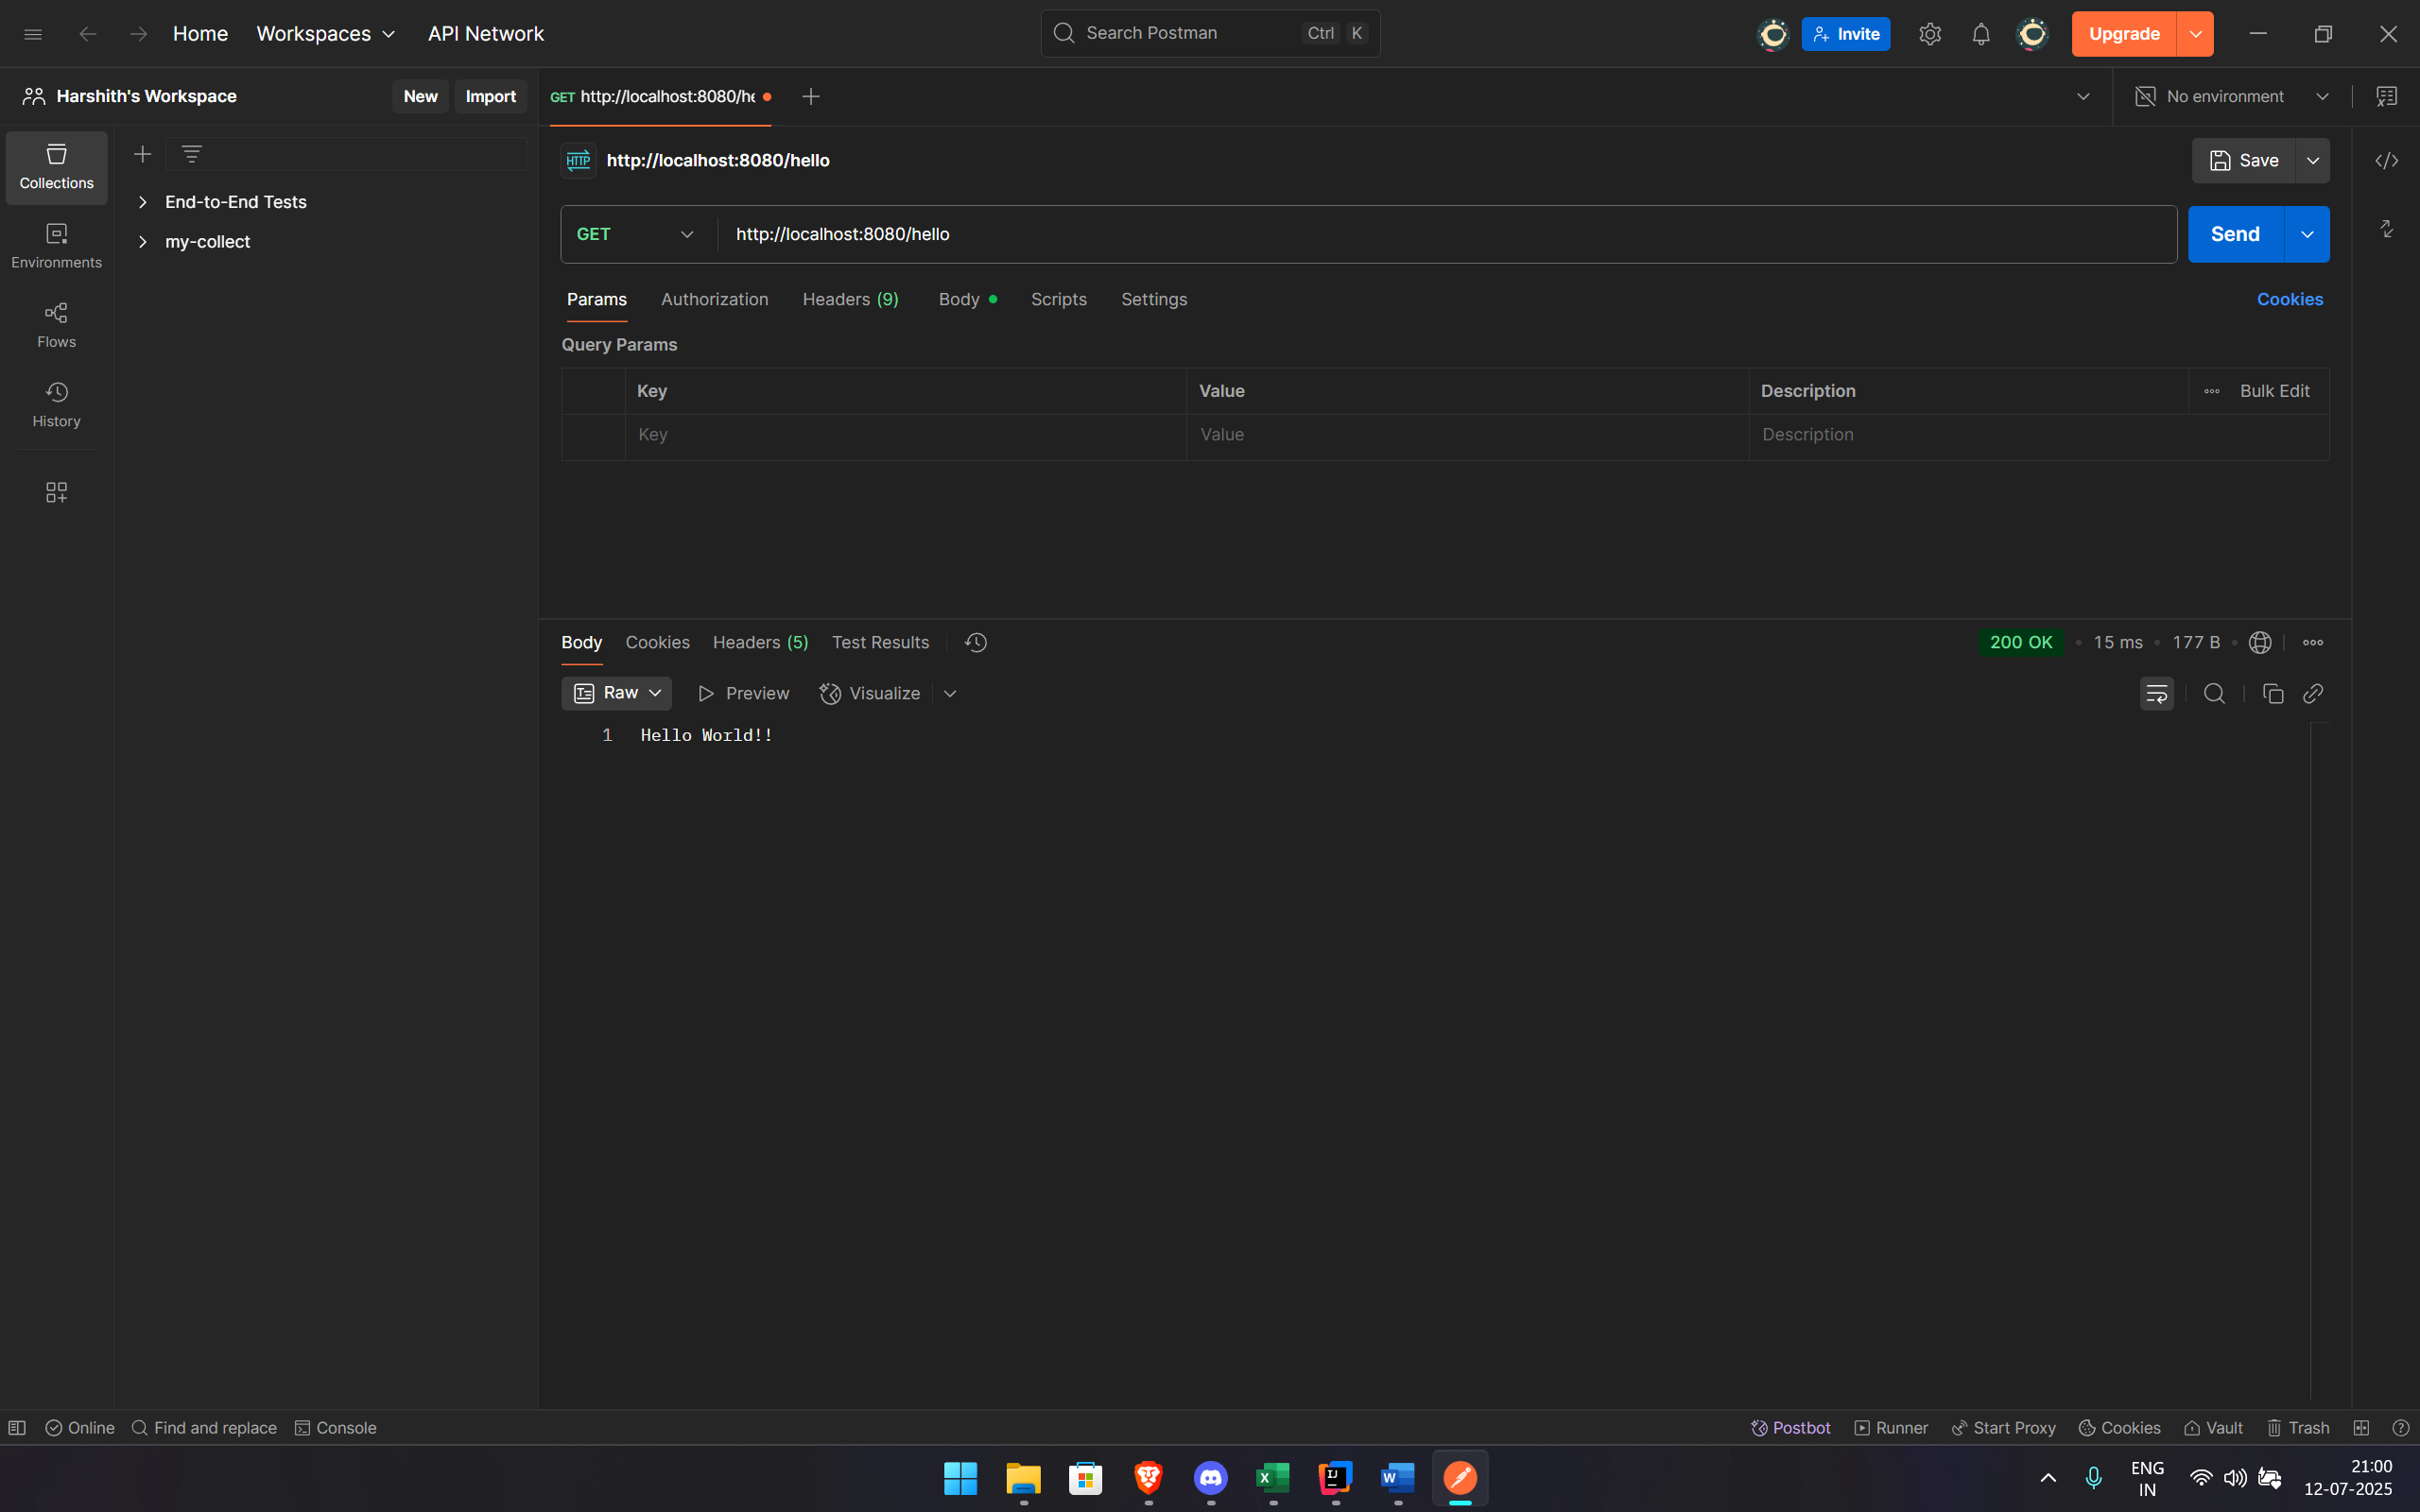 Home Workspaces API Network Search Postman Ctrl K Invite Upgrade
Harshith's Workspace New Import GET http://localhost:8080/he No environment
Collections
Environments
Flows
History
End-to-End Tests
my-collect
HTTP http://localhost:8080/hello Save
GET http://localhost:8080/hello Send
Params Authorization Headers (9) Body Scripts Settings Cookies
Query Params
Key Value Description Bulk Edit
Key Value Description
Body Cookies Headers (5) Test Results 200 OK 15 ms 177 B
Raw Preview Visualize
1 Hello World!!
Online Find and replace Console Postbot Runner Start Proxy Cookies Vault Trash
ENG 21:00
IN 12-07-2025